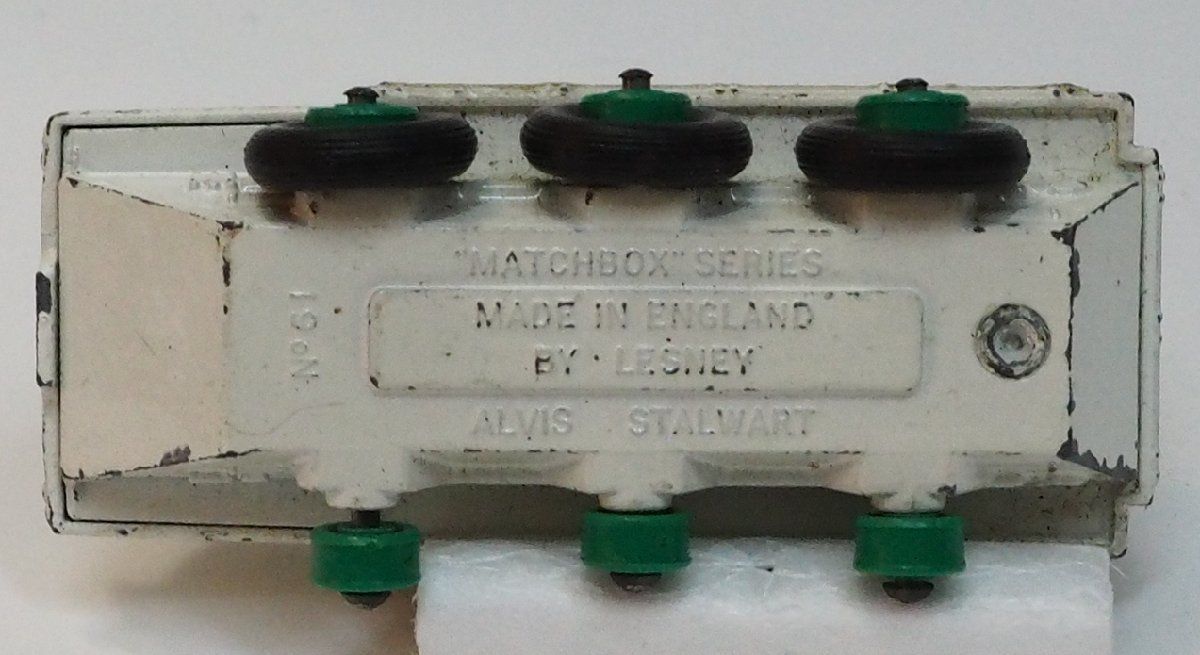 "MATCHBOX" SERIES
MADE IN ENGLAND
BY · LESNEY
ALVIS STALWART
Nº 61